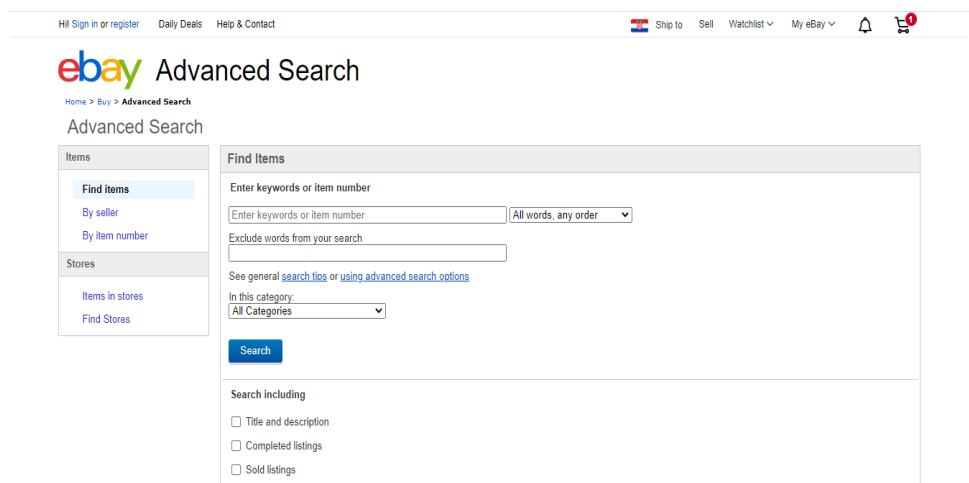 Hi! Sign in or register Daily Deals Help & Contact Ship to Sell Watchlist My eBay 1
ebay Advanced Search
Home > Buy > Advanced Search
Advanced Search
Items
Find items
By seller
By item number
Stores
Items in stores
Find Stores
Find Items
Enter keywords or item number
Enter keywords or item number All words, any order
Exclude words from your search
See general search tips or using advanced search options
In this category:
All Categories
Search
Search including
Title and description
Completed listings
Sold listings